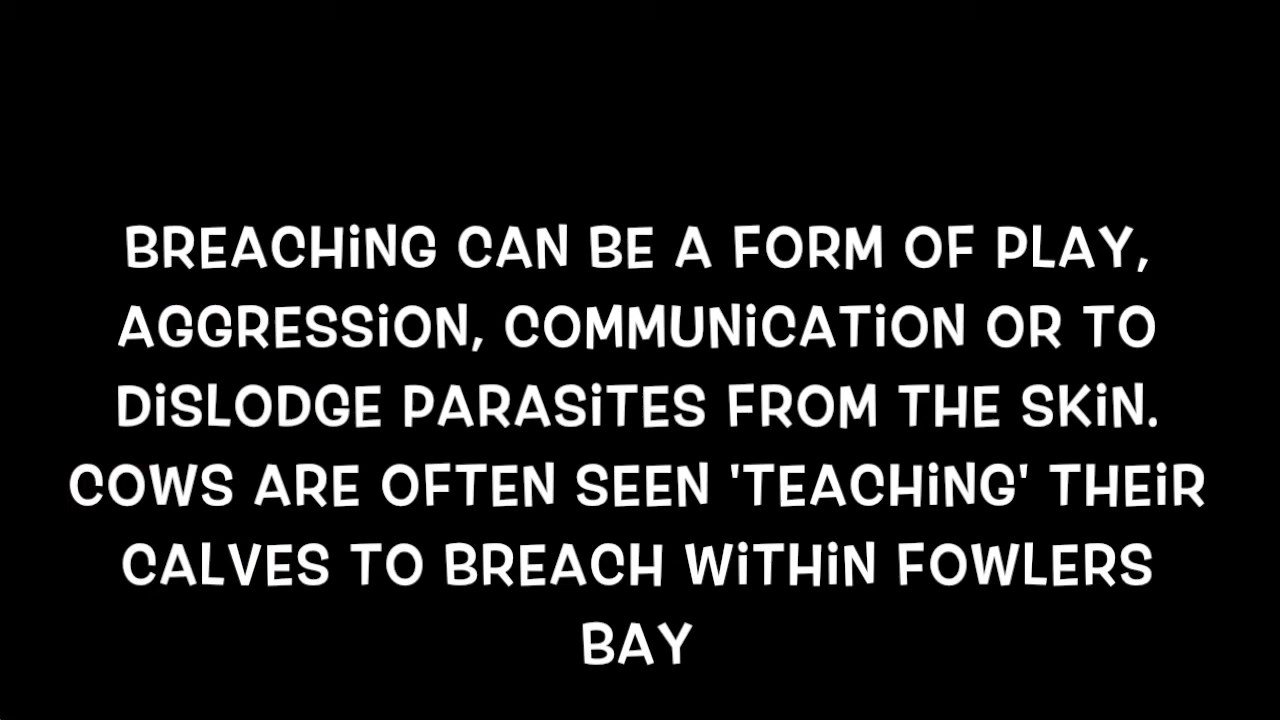 BREACHiNG CAN BE A FORM OF PLAY,
AGGRESSiON, COMMUNiCATiON OR TO
DiSLODGE PARASiTES FROM THE SKiN.
COWS ARE OFTEN SEEN 'TEACHiNG' THEiR
CALVES TO BREACH WiTHiN FOWLERS
BAY